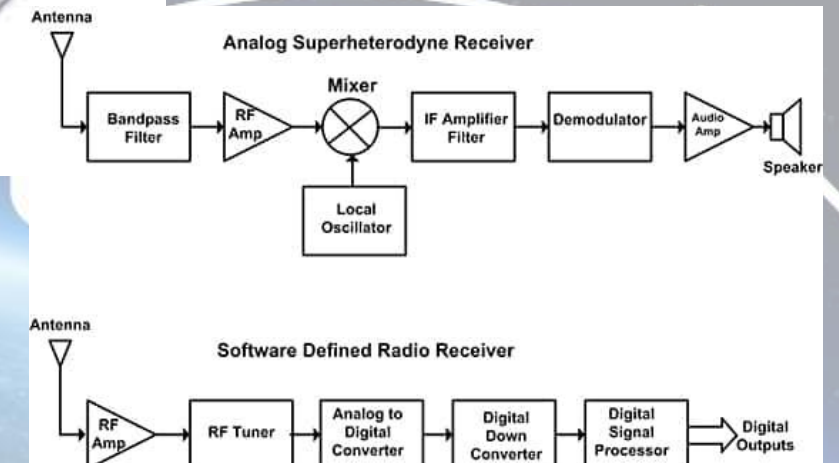 Antenna
Analog Superheterodyne Receiver
Mixer
Bandpass
Filter
RF
Amp
IF Amplifier
Filter
Demodulator
Audio
Amp
Speaker
Local
Oscillator
Antenna
Software Defined Radio Receiver
RF
Amp
RF Tuner
Analog to
Digital
Converter
Digital
Down
Converter
Digital
Signal
Processor
Digital
Outputs